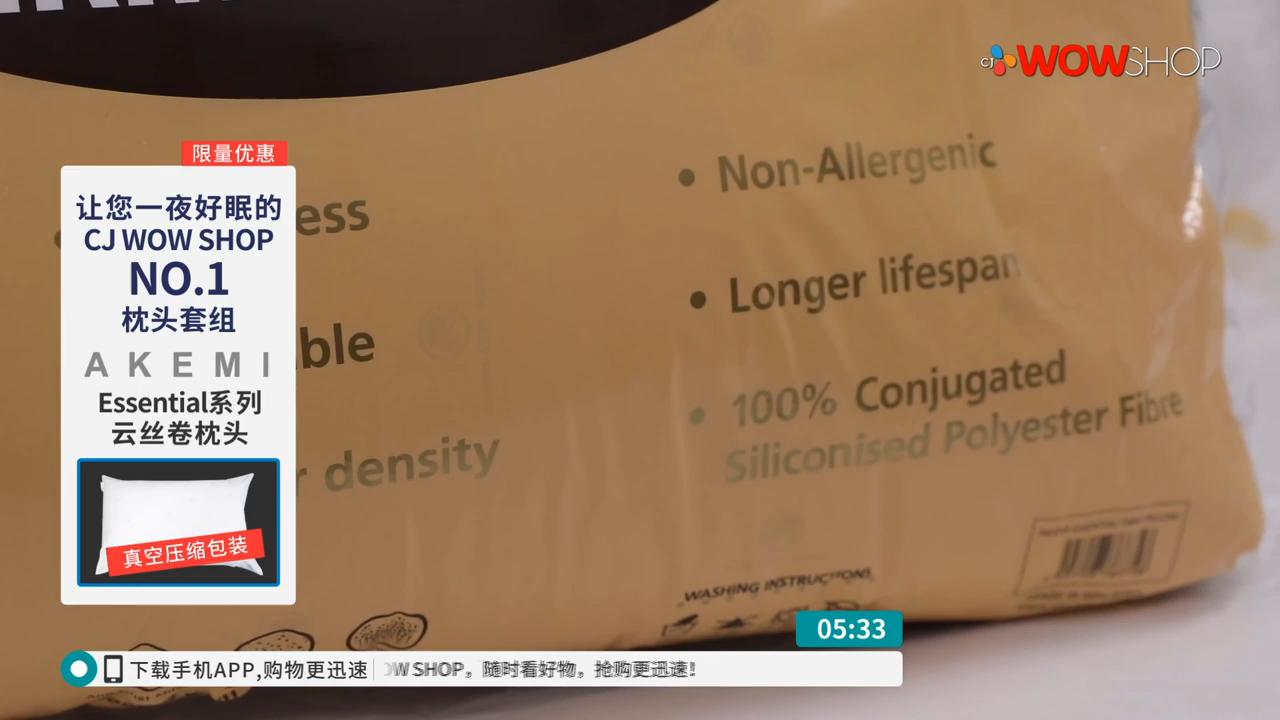 CJ WOWSHOP
限量优惠
让您一夜好眠的
CJ WOW SHOP
NO.1
枕头套组
AKEMI
Essential系列
云丝卷枕头
真空压缩包装
density
• Non-Allergenic
• Longer lifespan
• 100% Conjugated
Siliconised Polyester Fibre
WASHING INSTRUCTIONS
05:33
下载手机APP,购物更迅速
W SHOP，随时看好物，抢购更迅速!